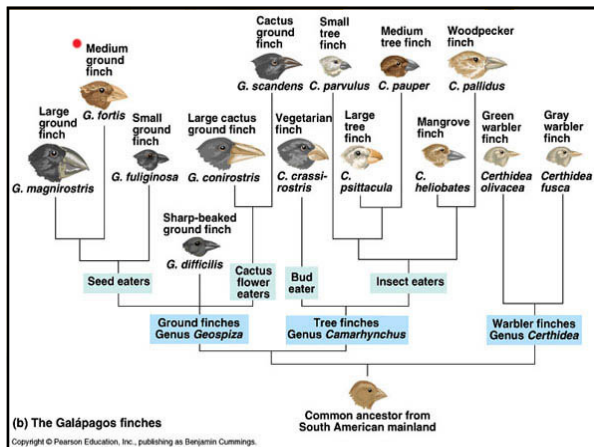 Medium
ground
finch
G. fortis
Cactus
ground
finch
G. scandens
Small
tree
finch
C. parvulus
Medium
tree finch
C. pauper
Woodpecker
finch
C. pallidus
Large
ground
finch
G. magnirostris
Small
ground
finch
G. fuliginosa
Large cactus
ground finch
G. conirostris
Vegetarian
finch
C. crassi-
rostris
Large
tree
finch
C.
psittacula
Mangrove
finch
C.
heliobates
Green
warbler
finch
Certhidea
olivacea
Gray
warbler
finch
Certhidea
fusca
Sharp-beaked
ground finch
G. difficilis
Seed eaters
Cactus
flower
eaters
Bud
eater
Insect eaters
Ground finches
Genus Geospiza
Tree finches
Genus Camarhynchus
Warbler finches
Genus Certhidea
Common ancestor from
South American mainland
(b) The Galápagos finches
Copyright © Pearson Education, Inc., publishing as Benjamin Cummings.